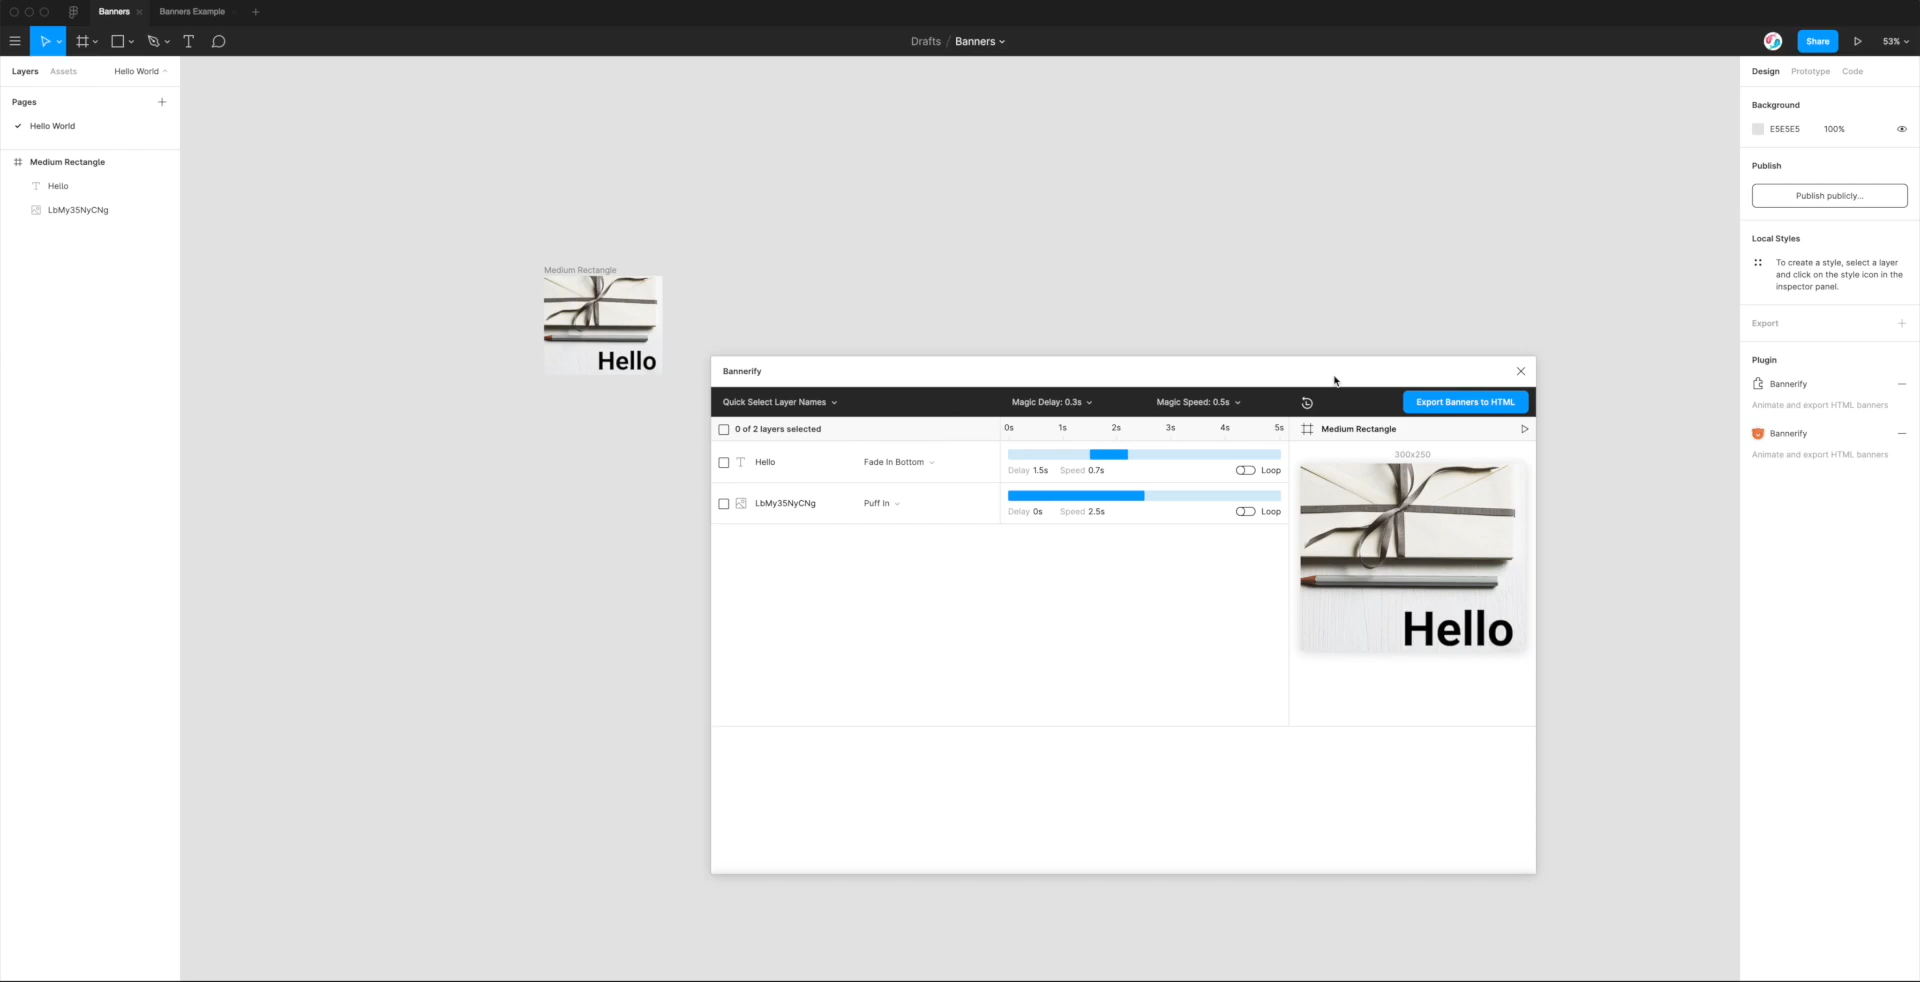 Banners
Banners Example
Drafts / Banners
Share
53%
Layers
Assets
Hello World
Pages
Hello World
Medium Rectangle
Hello
LbMy35NyCNg
Medium Rectangle
Hello
Bannerify
Quick Select Layer Names
Magic Delay: 0.3s
Magic Speed: 0.5s
Export Banners to HTML
0 of 2 layers selected
0s 1s 2s 3s 4s 5s
Medium Rectangle
Hello
Fade In Bottom
Delay 1.5s Speed 0.7s
Loop
LbMy35NyCNg
Puff In
Delay 0s Speed 2.5s
Loop
300x250
Hello
Design
Prototype
Code
Background
E5E5E5 100%
Publish
Publish publicly...
Local Styles
To create a style, select a layer
and click on the style icon in the
inspector panel.
Export
Plugin
Bannerify
Animate and export HTML banners
Bannerify
Animate and export HTML banners